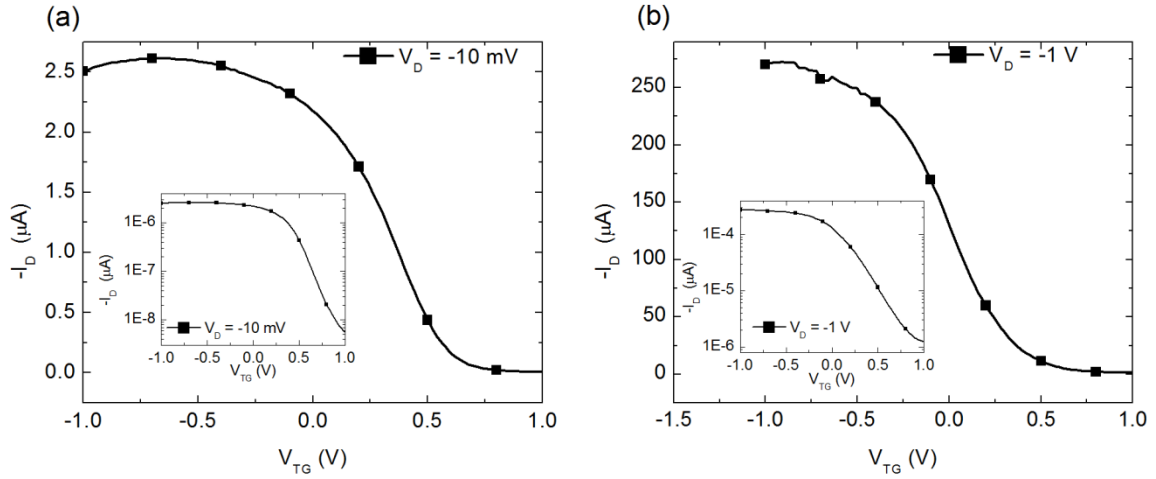 (a)
V_D = -10 mV
2.5
2.0
1.5
1.0
0.5
0.0
-I_D (μA)
-1.0 -0.5 0.0 0.5 1.0
V_TG (V)
1E-6
1E-7
1E-8
-I_D (μA)
V_D = -10 mV
-1.0 -0.5 0.0 0.5 1.0
V_TG (V)
(b)
V_D = -1 V
250
200
150
100
50
0
-I_D (μA)
-1.5 -1.0 -0.5 0.0 0.5 1.0
V_TG (V)
1E-4
1E-5
1E-6
-I_D (μA)
V_D = -1 V
-1.0 -0.5 0.0 0.5 1.0
V_TG (V)